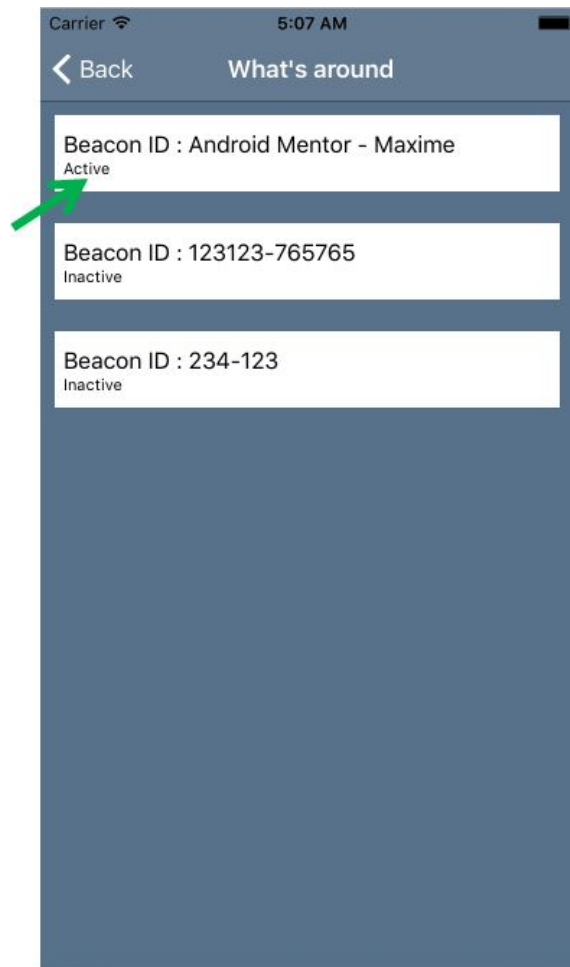 Carrier 5:07 AM
Back What's around
Beacon ID : Android Mentor - Maxime
Active
Beacon ID : 123123-765765
Inactive
Beacon ID : 234-123
Inactive